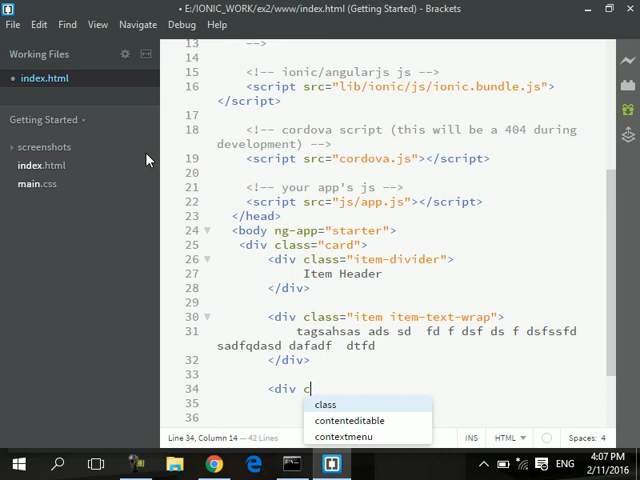 E:/IONIC_WORK/ex2/www/index.html (Getting Started) - Brackets
File Edit Find View Navigate Debug Help
Working Files
index.html
Getting Started
screenshots
index.html
main.css
13 -->
14
15 <!-- ionic/angularjs js -->
16 <script src="lib/ionic/js/ionic.bundle.js">
</script>
17
18 <!-- cordova script (this will be a 404 during
development) -->
19 <script src="cordova.js"></script>
20
21 <!-- your app's js -->
22 <script src="js/app.js"></script>
23 </head>
24 <body ng-app="starter">
25 <div class="card">
26 <div class="item-divider">
27 Item Header
28 </div>
29
30 <div class="item item-text-wrap">
31 tagsahsas ads sd fd f dsf ds f dsfssfd
sadfqdasd dafadf dtfd
32 </div>
33
34 <div c
35
36
class
contenteditable
contextmenu
Line 34, Column 14 — 42 Lines
INS HTML Spaces: 4
ENG
4:07 PM
2/11/2016